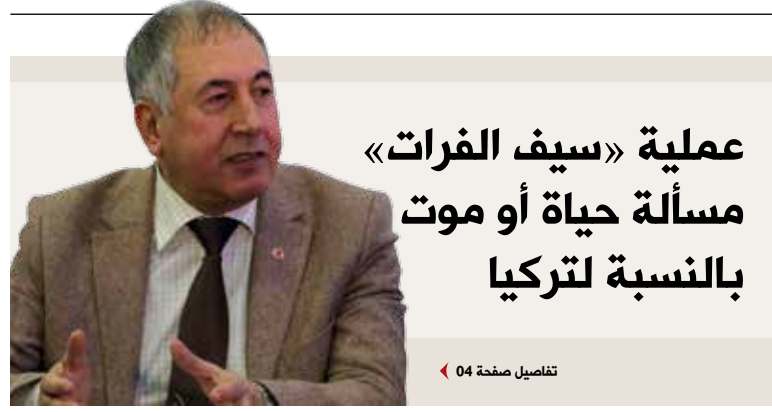 عملية «سيف الفرات»
مسألة حياة أو موت
بالنسبة لتركيا
تفاصيل صفحة 04